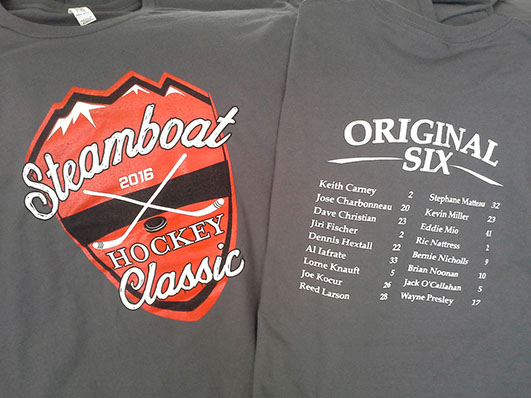 Steamboat
2016
HOCKEY
Classic
ORIGINAL
SIX
Keith Carney 2
Jose Charbonneau 20
Dave Christian 23
Jiri Fischer 2
Dennis Hextall 22
Al Iafrate 33
Lorne Knauft 5
Joe Kocur 26
Reed Larson 28
Stephane Matteau 32
Kevin Miller 23
Eddie Mio 41
Ric Nattress 2
Bernie Nicholls 9
Brian Noonan 10
Jack O'Callahan 5
Wayne Presley 17